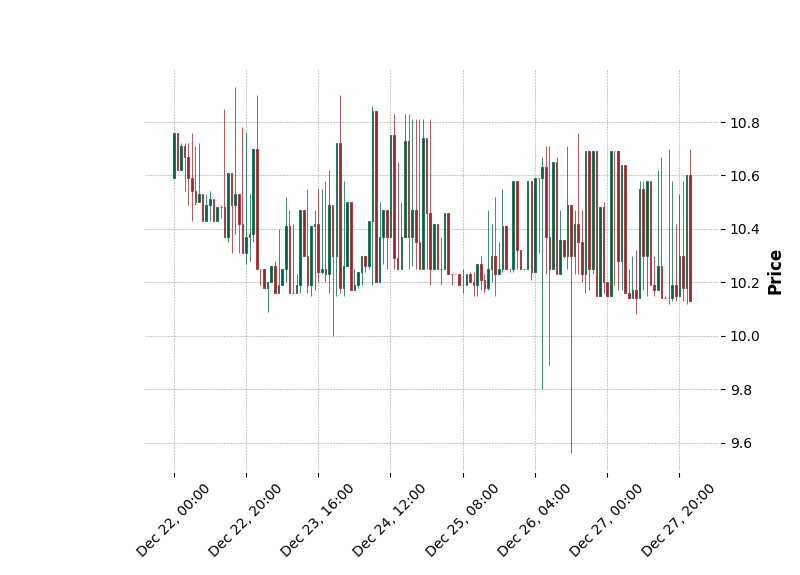 10.8
10.6
10.4
10.2
10.0
9.8
9.6
Price
Dec 22, 00:00
Dec 22, 20:00
Dec 23, 16:00
Dec 24, 12:00
Dec 25, 08:00
Dec 26, 04:00
Dec 27, 00:00
Dec 27, 20:00